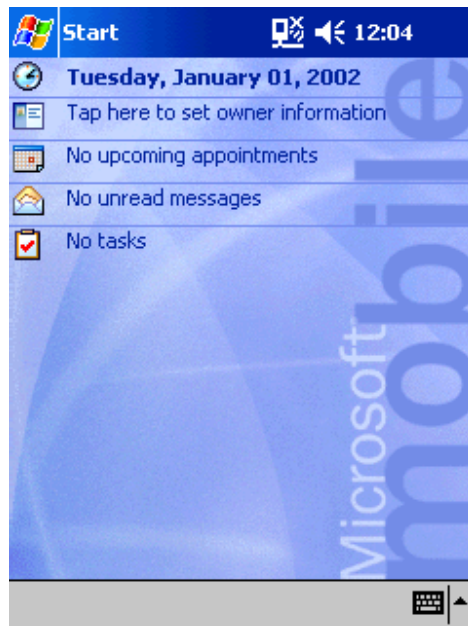 Start 12:04
Tuesday, January 01, 2002
Tap here to set owner information
No upcoming appointments
No unread messages
No tasks
Microsoft
mobile